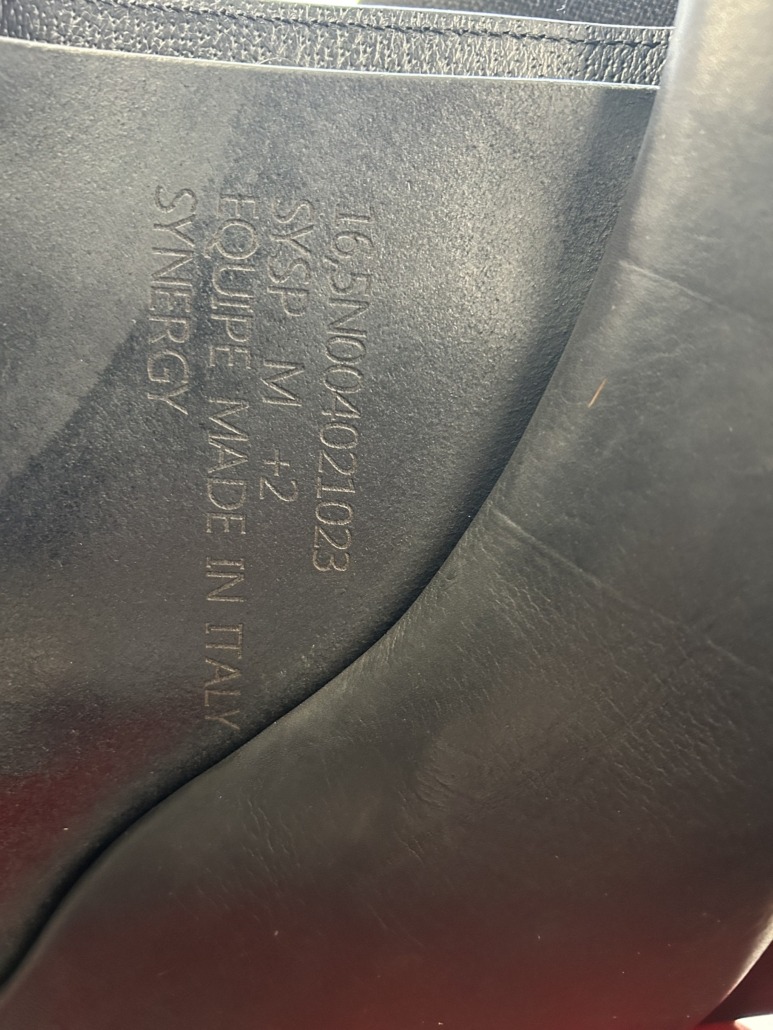 16,5N004021023
SYSP M +2
EQUIPE MADE IN ITALY
SYNERGY